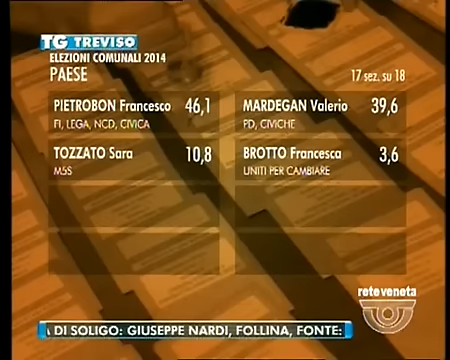 TG TREVISO
ELEZIONI COMUNALI 2014
PAESE
17 sez. su 18
PIETROBON Francesco 46,1
FI, LEGA, NCD, CIVICA
MARDEGAN Valerio 39,6
PD, CIVICHE
TOZZATO Sara 10,8
M5S
BROTTO Francesca 3,6
UNITI PER CAMBIARE
reteveneta
A DI SOLIGO: GIUSEPPE NARDI, FOLLINA, FONTE: